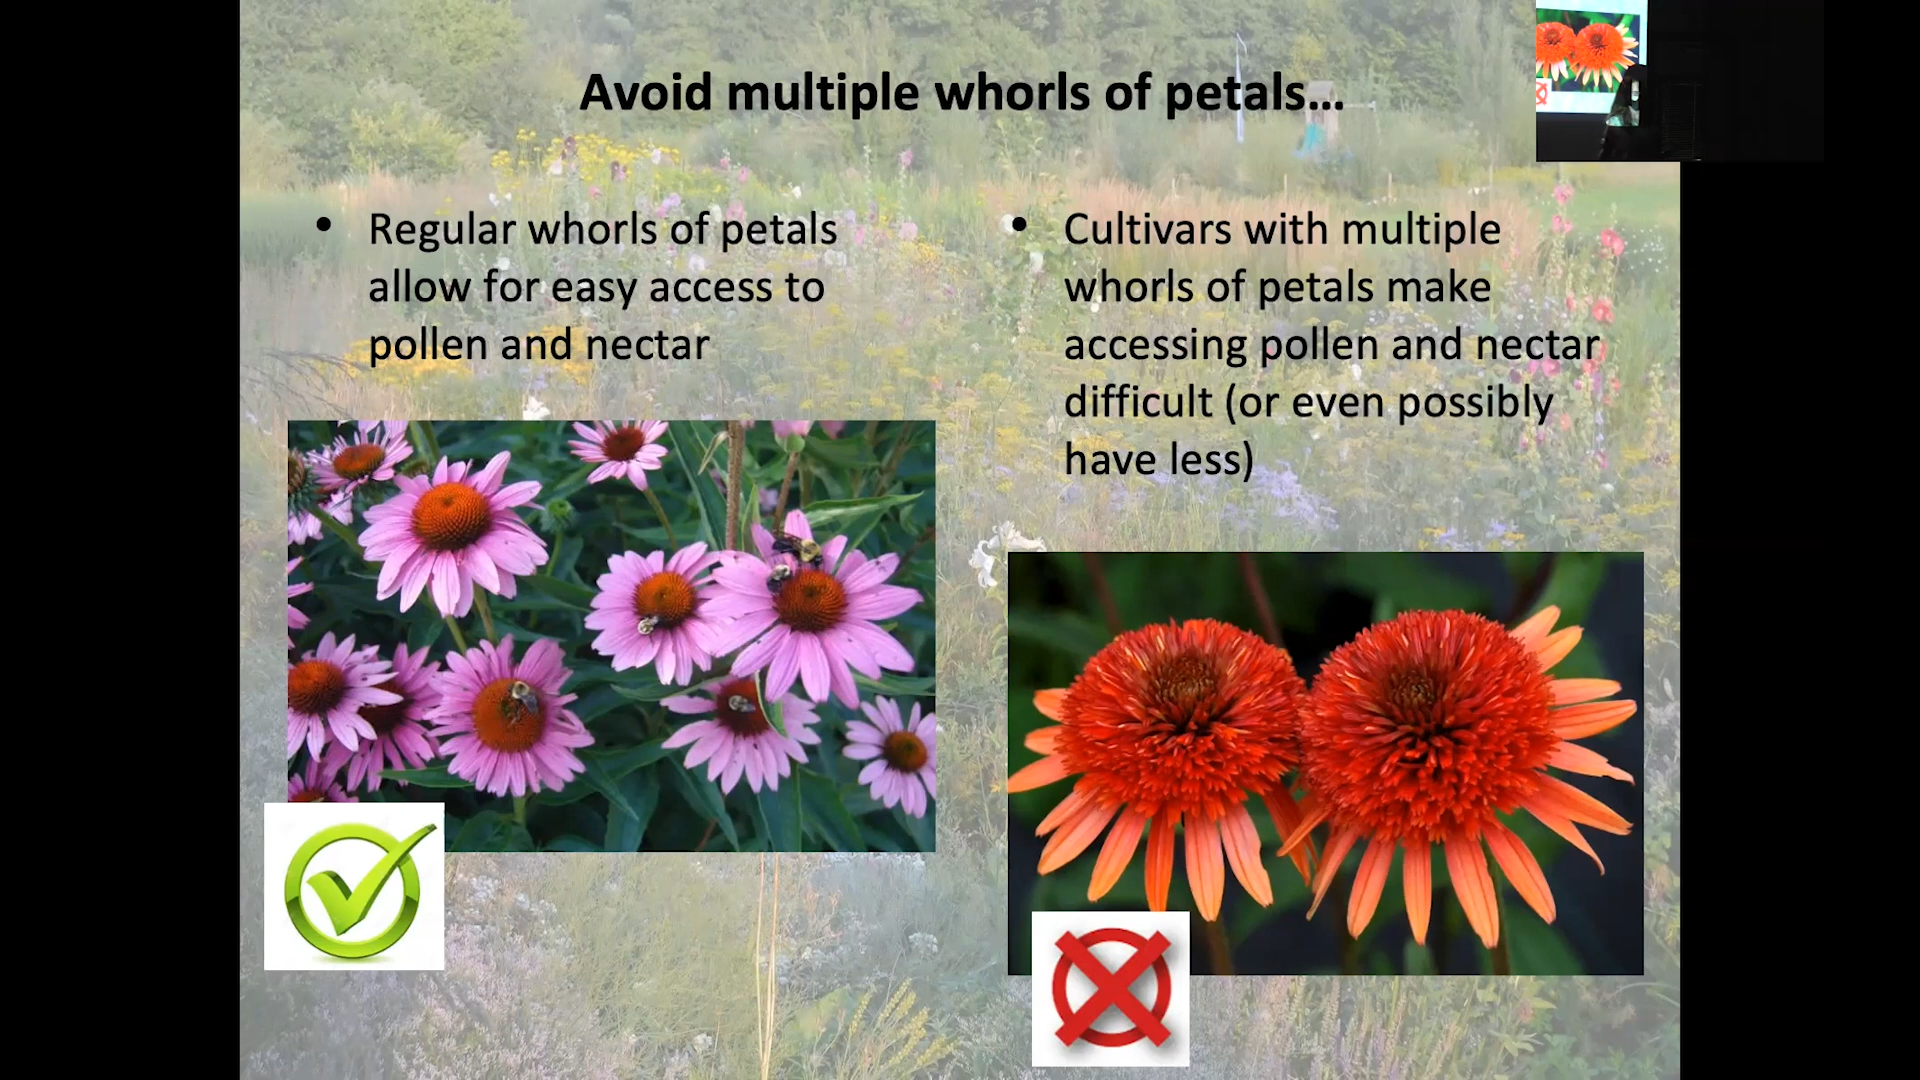 Avoid multiple whorls of petals...
• Regular whorls of petals
allow for easy access to
pollen and nectar
• Cultivars with multiple
whorls of petals make
accessing pollen and nectar
difficult (or even possibly
have less)